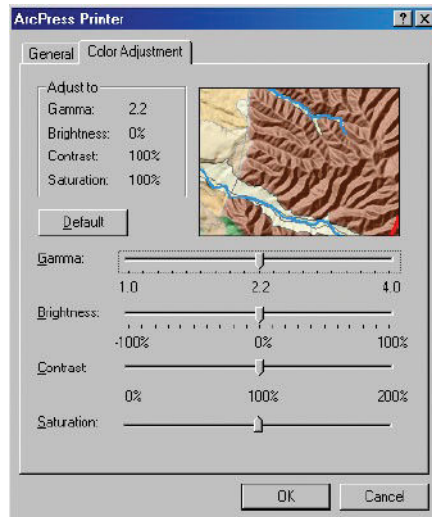 ArcPress Printer
General
Color Adjustment
Adjust to
Gamma: 2.2
Brightness: 0%
Contrast: 100%
Saturation: 100%
Default
Gamma:
1.0 2.2 4.0
Brightness:
-100% 0% 100%
Contrast
0% 100% 200%
Saturation:
OK
Cancel